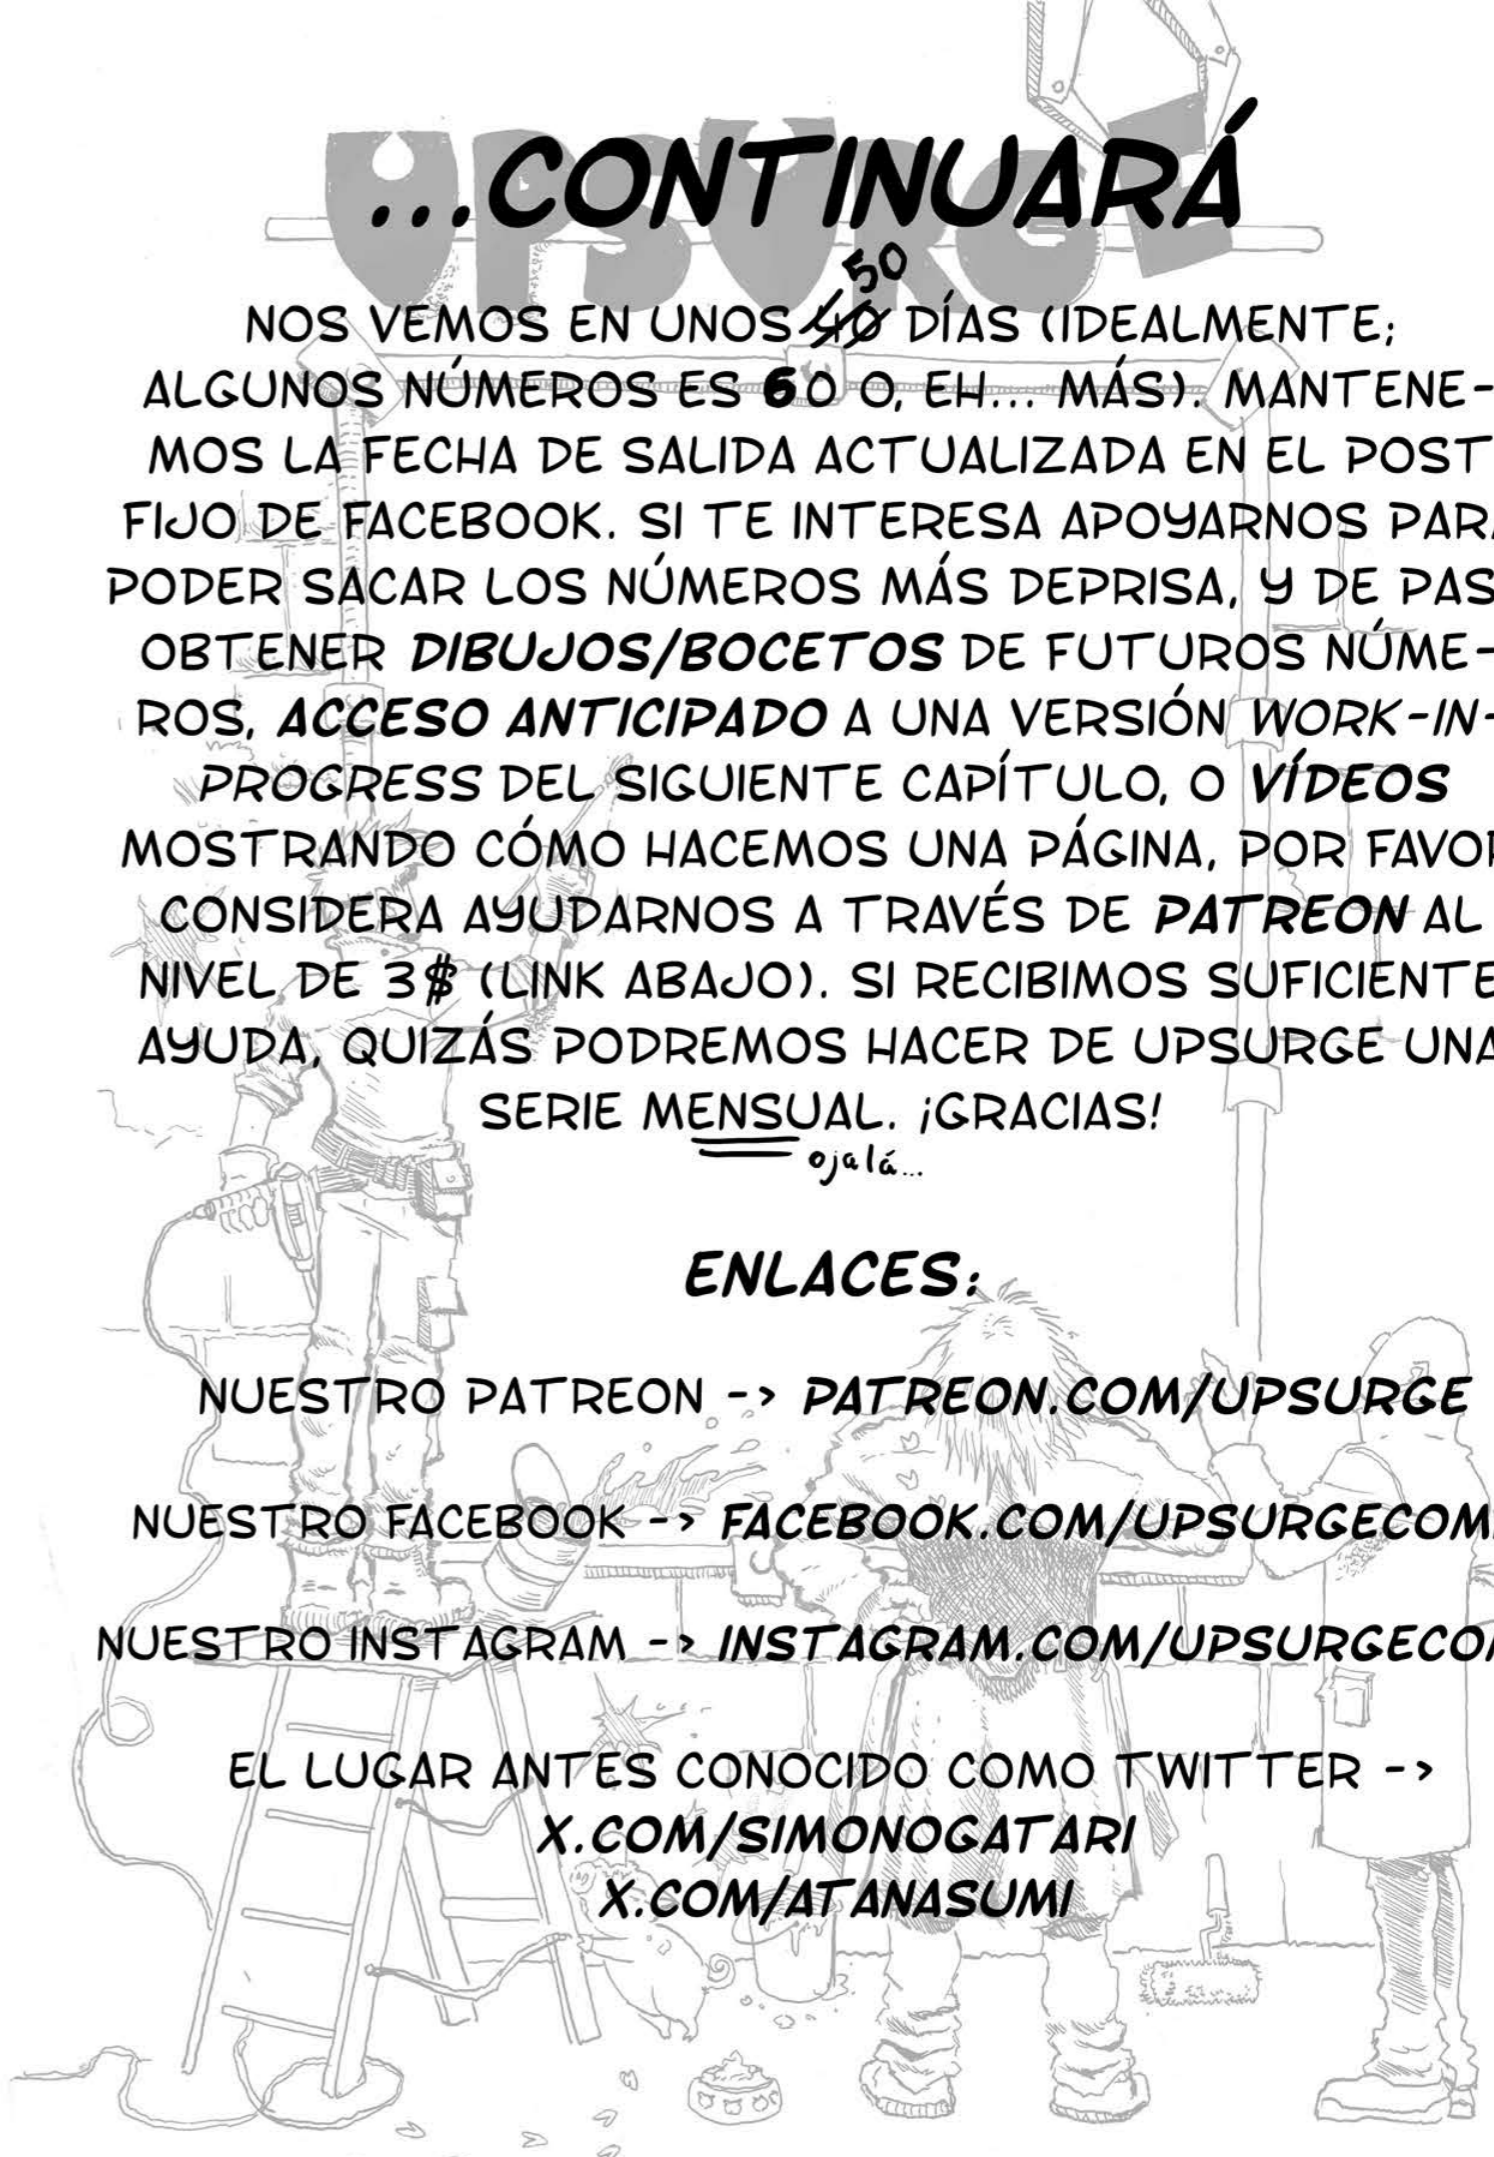 UPSURGE
...CONTINUARÁ
50
NOS VEMOS EN UNOS 40 DÍAS (IDEALMENTE;
ALGUNOS NÚMEROS ES 60 O, EH... MÁS). MANTENE-
MOS LA FECHA DE SALIDA ACTUALIZADA EN EL POST
FIJO DE FACEBOOK. SI TE INTERESA APOYARNOS PARA
PODER SACAR LOS NÚMEROS MÁS DEPRISA, Y DE PAS
OBTENER DIBUJOS/BOCETOS DE FUTUROS NÚME-
ROS, ACCESO ANTICIPADO A UNA VERSIÓN WORK-IN-
PROGRESS DEL SIGUIENTE CAPÍTULO, O VÍDEOS
MOSTRANDO CÓMO HACEMOS UNA PÁGINA, POR FAVOR
CONSIDERA AYUDARNOS A TRAVÉS DE PATREON AL
NIVEL DE 3$ (LINK ABAJO). SI RECIBIMOS SUFICIENTE
AYUDA, QUIZÁS PODREMOS HACER DE UPSURGE UNA
SERIE MENSUAL. ¡GRACIAS!
ojalá...
ENLACES:
NUESTRO PATREON -> PATREON.COM/UPSURGE
NUESTRO FACEBOOK -> FACEBOOK.COM/UPSURGECOM
NUESTRO INSTAGRAM -> INSTAGRAM.COM/UPSURGECO
EL LUGAR ANTES CONOCIDO COMO TWITTER ->
X.COM/SIMONOGATARI
X.COM/ATANASUMI